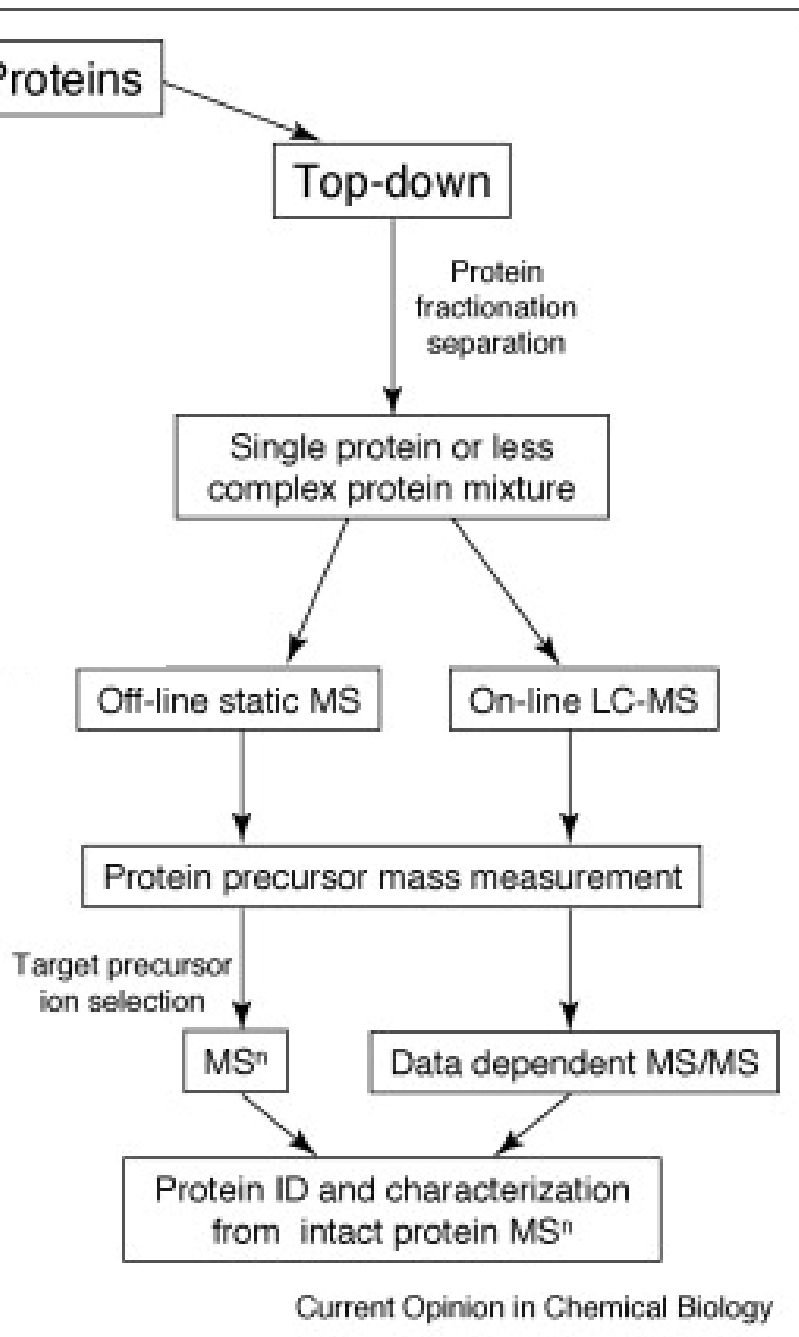 Proteins
Top-down
Protein
fractionation
separation
Single protein or less
complex protein mixture
Off-line static MS
On-line LC-MS
Protein precursor mass measurement
Target precursor
ion selection
MSⁿ
Data dependent MS/MS
Protein ID and characterization
from intact protein MSⁿ
Current Opinion in Chemical Biology